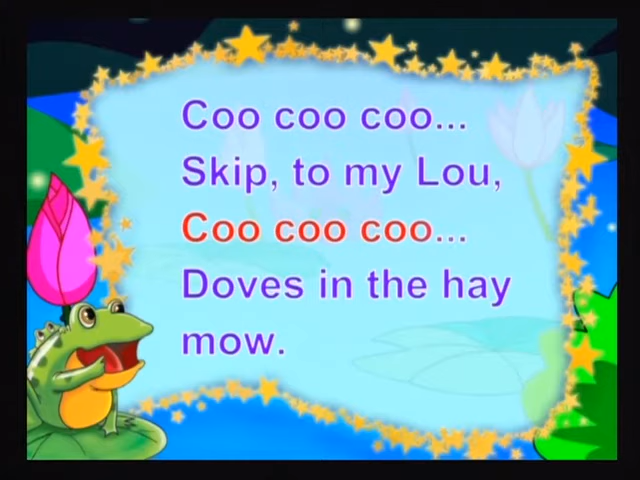 Coo coo coo...
Skip, to my Lou,
Coo coo coo...
Doves in the hay
mow.